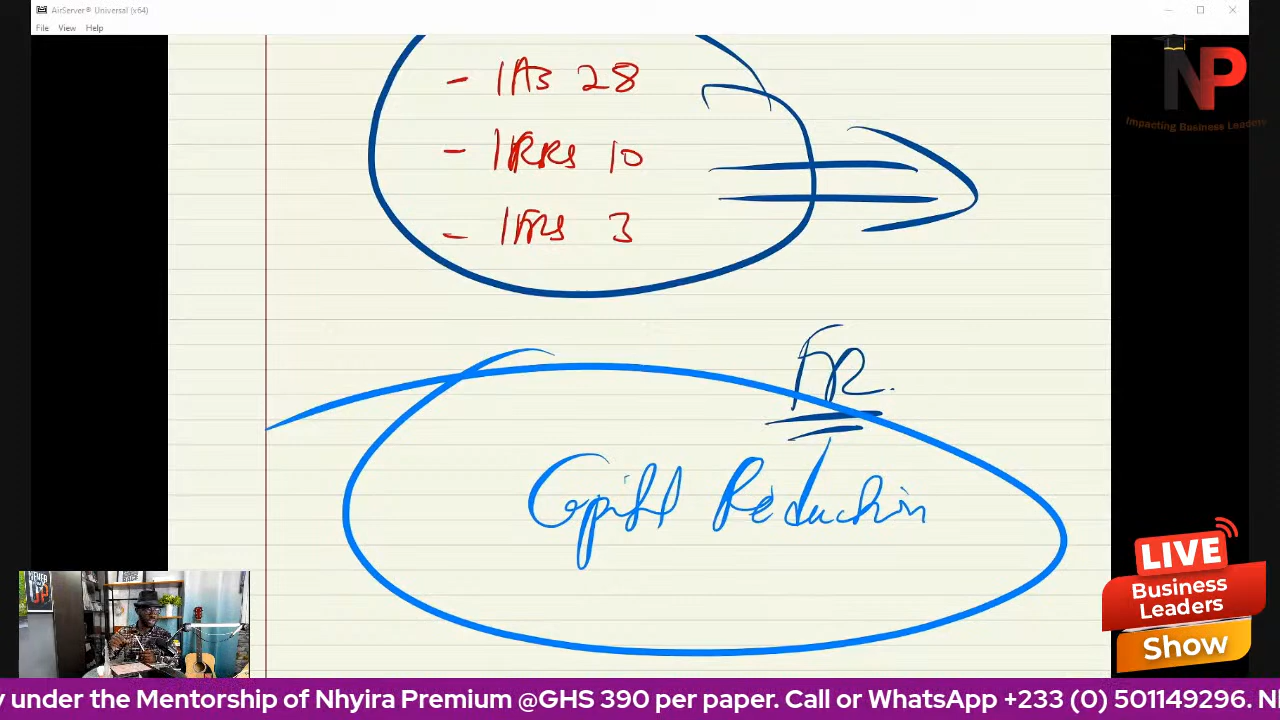 AirServer® Universal (x64)
File View Help
NP
Impacting Business Leaders
- IAS 28
- IFRS 10
- IFRS 3
FR.
Capital Reduction
LIVE
Business
Leaders
Show
y under the Mentorship of Nhyira Premium @GHS 390 per paper. Call or WhatsApp +233 (0) 501149296. NI